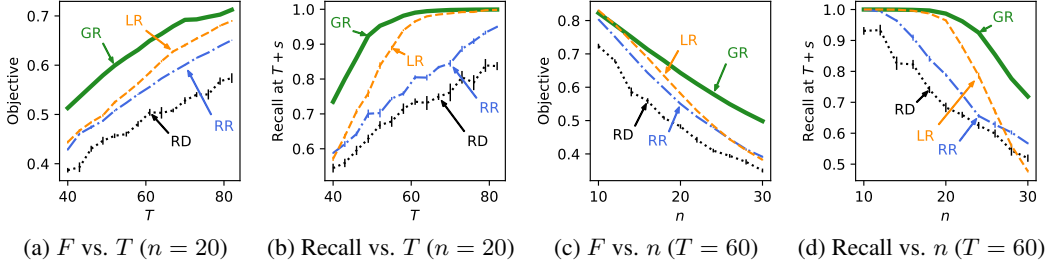 Objective
0.7
0.6
0.5
0.4
GR
LR
RR
RD
40
60
80
T
(a) F vs. T (n = 20)
Recall at T + s
1.0
0.9
0.8
0.7
0.6
0.5
GR
LR
RR
RD
40
60
80
T
(b) Recall vs. T (n = 20)
Objective
0.8
0.6
0.4
LR
GR
RD
RR
10
20
30
n
(c) F vs. n (T = 60)
Recall at T + s
1.0
0.9
0.8
0.7
0.6
0.5
GR
RD
LR
RR
10
20
30
n
(d) Recall vs. n (T = 60)